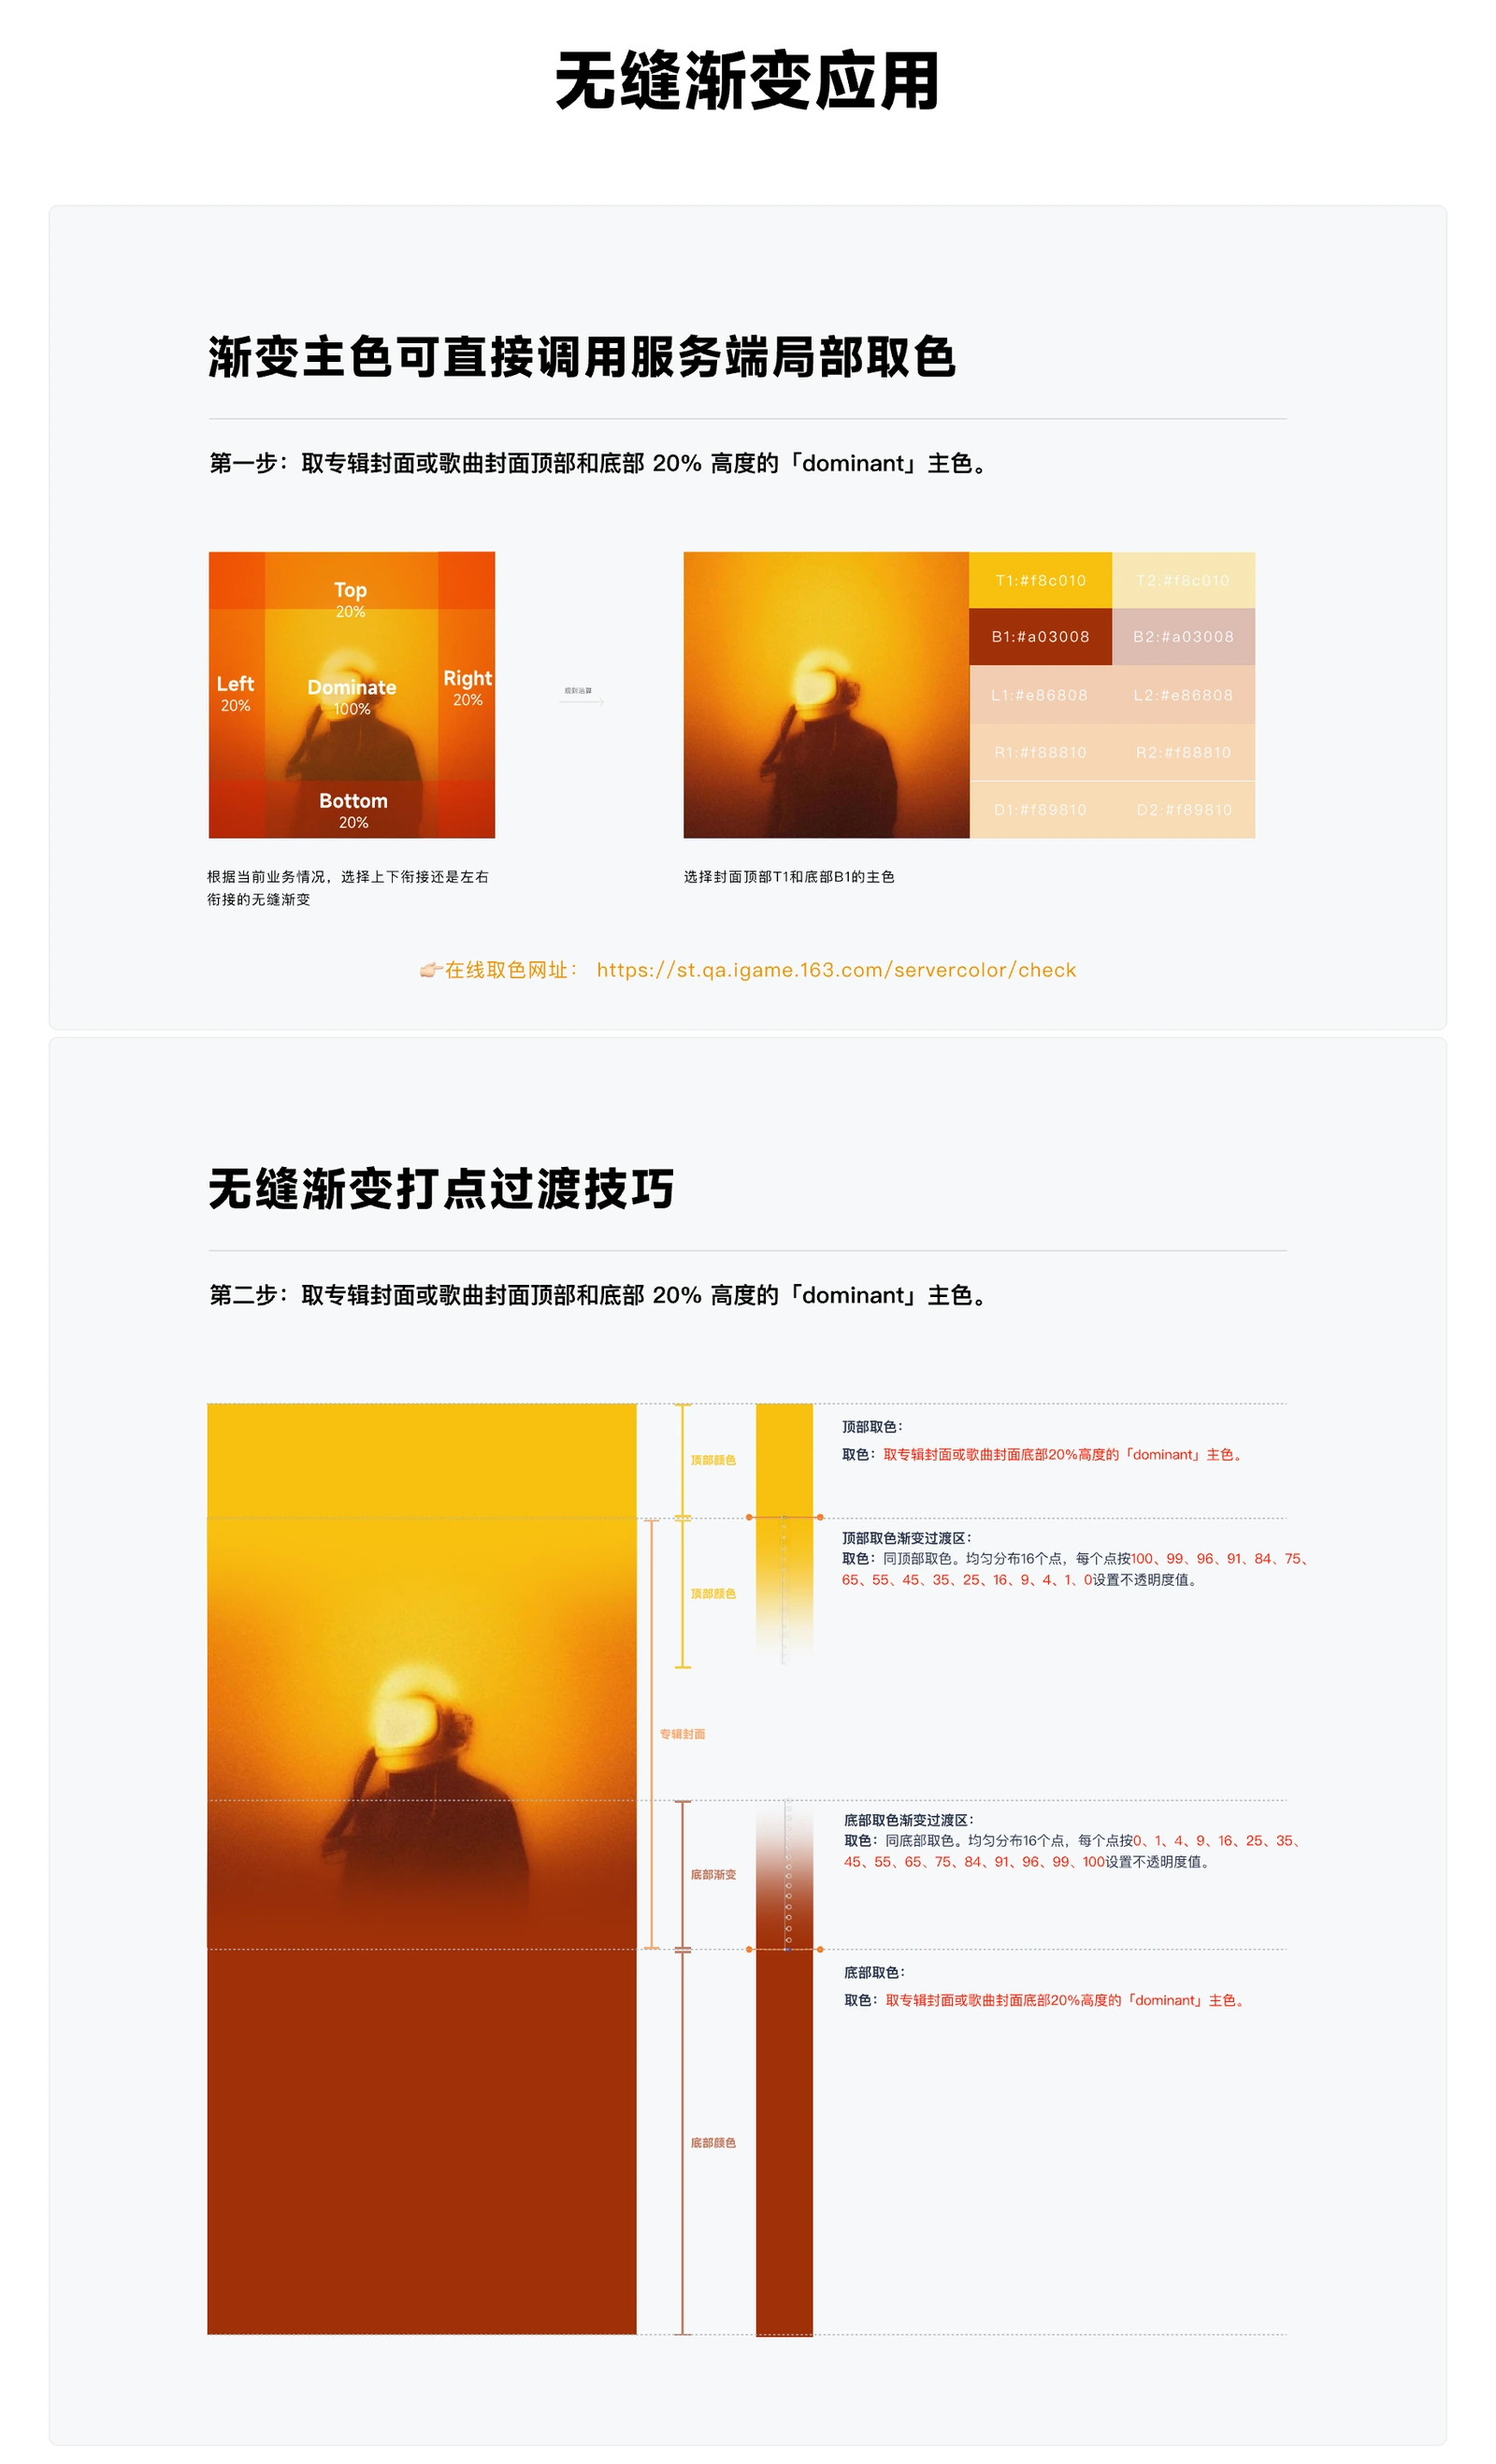 无缝渐变应用
渐变主色可直接调用服务端局部取色
第一步：取专辑封面或歌曲封面顶部和底部 20% 高度的「dominant」主色。
Top
20%
Left
20%
Dominate
100%
Right
20%
Bottom
20%
规则运算
T1:#f8c010
T2:#f8c010
B1:#a03008
B2:#a03008
L1:#e86808
L2:#e86808
R1:#f88810
R2:#f88810
D1:#f89810
D2:#f89810
根据当前业务情况，选择上下衔接还是左右
衔接的无缝渐变
选择封面顶部T1和底部B1的主色
👉🏻在线取色网址： https://st.qa.igame.163.com/servercolor/check
无缝渐变打点过渡技巧
第二步：取专辑封面或歌曲封面顶部和底部 20% 高度的「dominant」主色。
顶部颜色
顶部取色：
取色：取专辑封面或歌曲封面底部20%高度的「dominant」主色。
顶部颜色
顶部取色渐变过渡区：
取色：同顶部取色。均匀分布16个点，每个点按100、99、96、91、84、75、
65、55、45、35、25、16、9、4、1、0设置不透明度值。
专辑封面
底部渐变
底部取色渐变过渡区：
取色：同底部取色。均匀分布16个点，每个点按0、1、4、9、16、25、35、
45、55、65、75、84、91、96、99、100设置不透明度值。
底部取色：
取色：取专辑封面或歌曲封面底部20%高度的「dominant」主色。
底部颜色